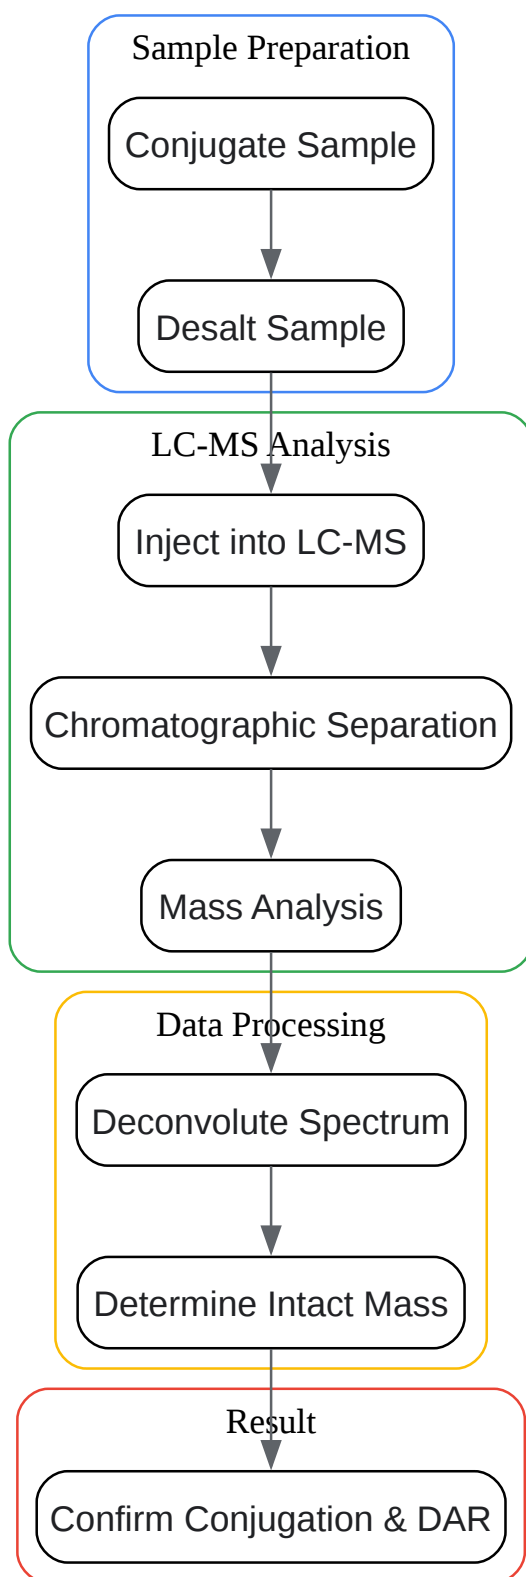 Sample Preparation
Conjugate Sample
Desalt Sample
LC-MS Analysis
Inject into LC-MS
Chromatographic Separation
Mass Analysis
Data Processing
Deconvolute Spectrum
Determine Intact Mass
Result
Confirm Conjugation & DAR